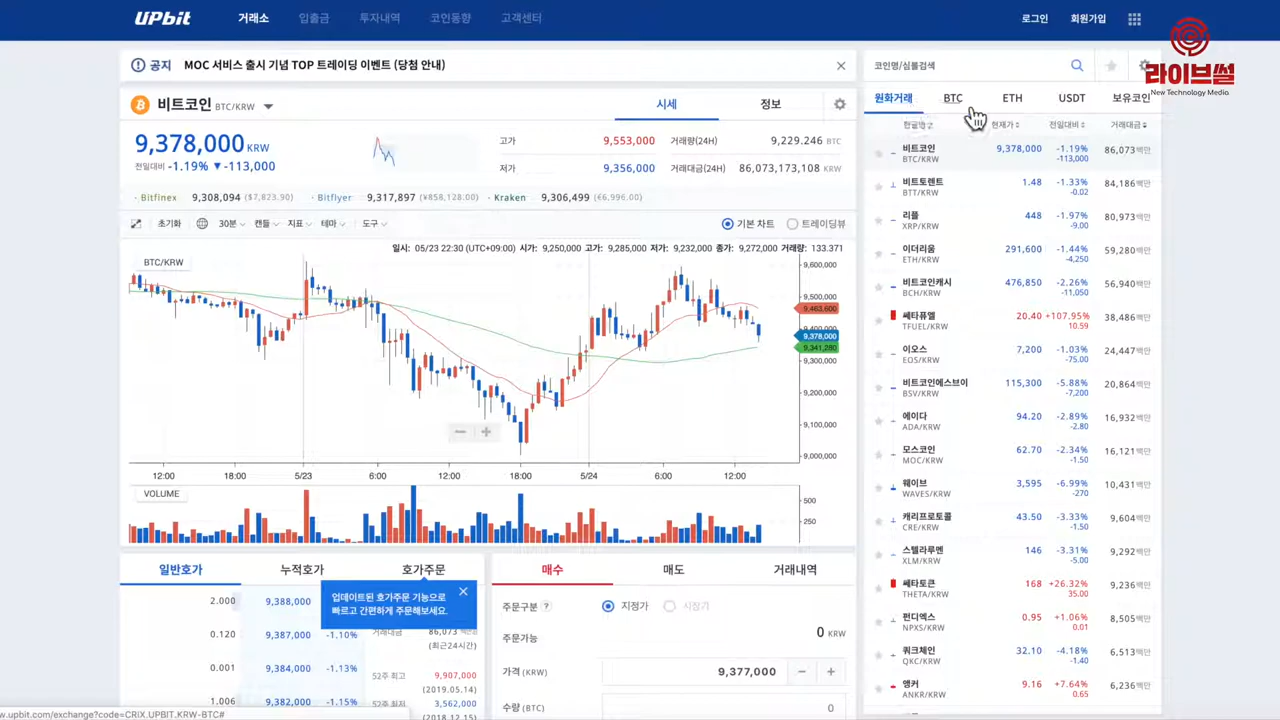 UPbit 거래소 입출금 투자내역 코인동향 고객센터 로그인 회원가입
라이브썰
New Technology Media
공지 MOC 서비스 출시 기념 TOP 트레이딩 이벤트 (당첨 안내)
비트코인 BTC/KRW 시세 정보
9,378,000 KRW
전일대비 -1.19% ▼ -113,000
고가 9,553,000 거래량(24H) 9,229.246 BTC
저가 9,356,000 거래대금(24H) 86,073,173,108 KRW
· Bitfinex 9,308,094 ($7,823.90) · Bitflyer 9,317,897 (¥858,128.00) · Kraken 9,306,499 (€6,996.00)
초기화 30분 캔들 지표 테마 도구 기본 차트 트레이딩뷰
일시: 05/23 22:30 (UTC+09:00) 시가: 9,250,000 고가: 9,285,000 저가: 9,232,000 종가: 9,272,000 거래량: 133.371
BTC/KRW
9,600,000
9,500,000
9,463,600
9,400,000
9,378,000
9,341,280
9,300,000
9,200,000
9,100,000
9,000,000
12:00 18:00 5/23 6:00 12:00 18:00 5/24 6:00 12:00
VOLUME
500
250
일반호가 누적호가 호가주문
2.000 9,388,000
0.120 9,387,000 -1.10%
0.001 9,384,000 -1.13%
1.006 9,382,000 -1.15%
업데이트된 호가주문 기능으로
빠르고 간편하게 주문해보세요.
거래대금 86,073 백만
(최근24시간)
52주 최고 9,907,000
(2019.05.14)
52주 최저 3,562,000
(2018.12.15)
매수 매도 거래내역
주문구분 ? 지정가 시장가
주문가능 0 KRW
가격 (KRW) 9,377,000 − +
수량 (BTC) 0
코인명/심볼검색
원화거래 BTC ETH USDT 보유코인
한글명 현재가 전일대비 거래대금
비트코인 9,378,000 -1.19% 86,073백만
BTC/KRW -113,000
비트토렌트 1.48 -1.33% 84,186백만
BTT/KRW -0.02
리플 448 -1.97% 80,973백만
XRP/KRW -9.00
이더리움 291,600 -1.44% 59,280백만
ETH/KRW -4,250
비트코인캐시 476,850 -2.26% 56,940백만
BCH/KRW -11,050
쎄타퓨엘 20.40 +107.95% 38,486백만
TFUEL/KRW 10.59
이오스 7,200 -1.03% 24,447백만
EOS/KRW -75.00
비트코인에스브이 115,300 -5.88% 20,864백만
BSV/KRW -7,200
에이다 94.20 -2.89% 16,932백만
ADA/KRW -2.80
모스코인 62.70 -2.34% 16,121백만
MOC/KRW -1.50
웨이브 3,595 -6.99% 10,431백만
WAVES/KRW -270
캐리프로토콜 43.50 -3.33% 9,604백만
CRE/KRW -1.50
스텔라루멘 146 -3.31% 9,292백만
XLM/KRW -5.00
쎄타토큰 168 +26.32% 9,236백만
THETA/KRW 35.00
펀디엑스 0.95 +1.06% 8,505백만
NPXS/KRW 0.01
쿼크체인 32.10 -4.18% 6,513백만
QKC/KRW -1.40
앵커 9.16 +7.64% 6,236백만
ANKR/KRW 0.65
w.upbit.com/exchange?code=CRIX.UPBIT.KRW-BTC#